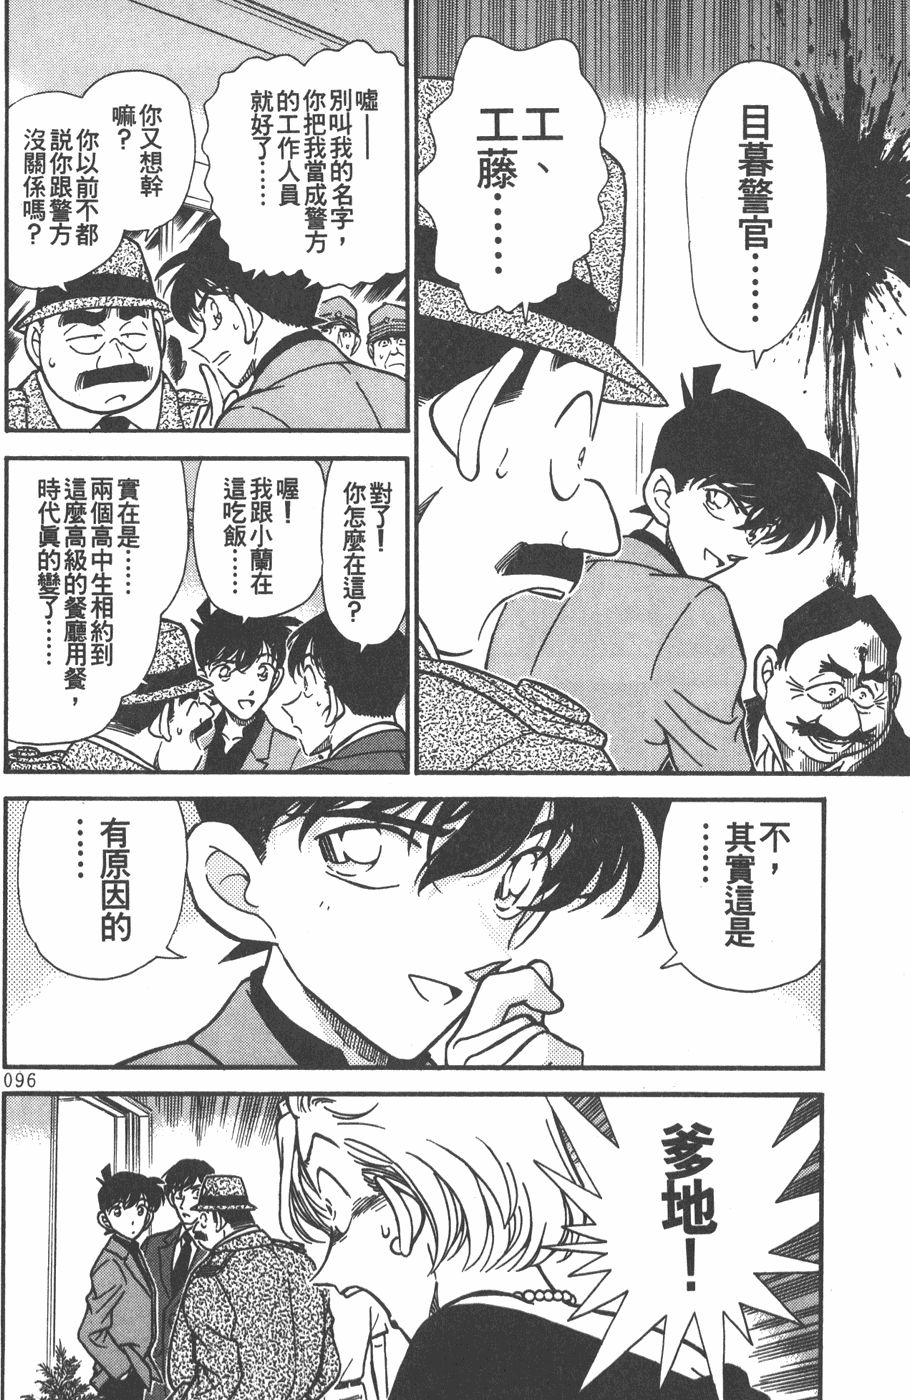 目暮警官……
工、
工藤……
噓——
別叫我的名字，
你把我當成警方
的工作人員
就好了……
你又想幹
嘛？
你以前不都
說你跟警方
沒關係嗎？
對了！
你怎麼在這？
喔！
我跟小蘭在
這吃飯……
實在是……
兩個高中生相約到
這麼高級的餐廳用餐，
時代真的變了……
不，
其實這是
……
有原因的
……
096
爹地！